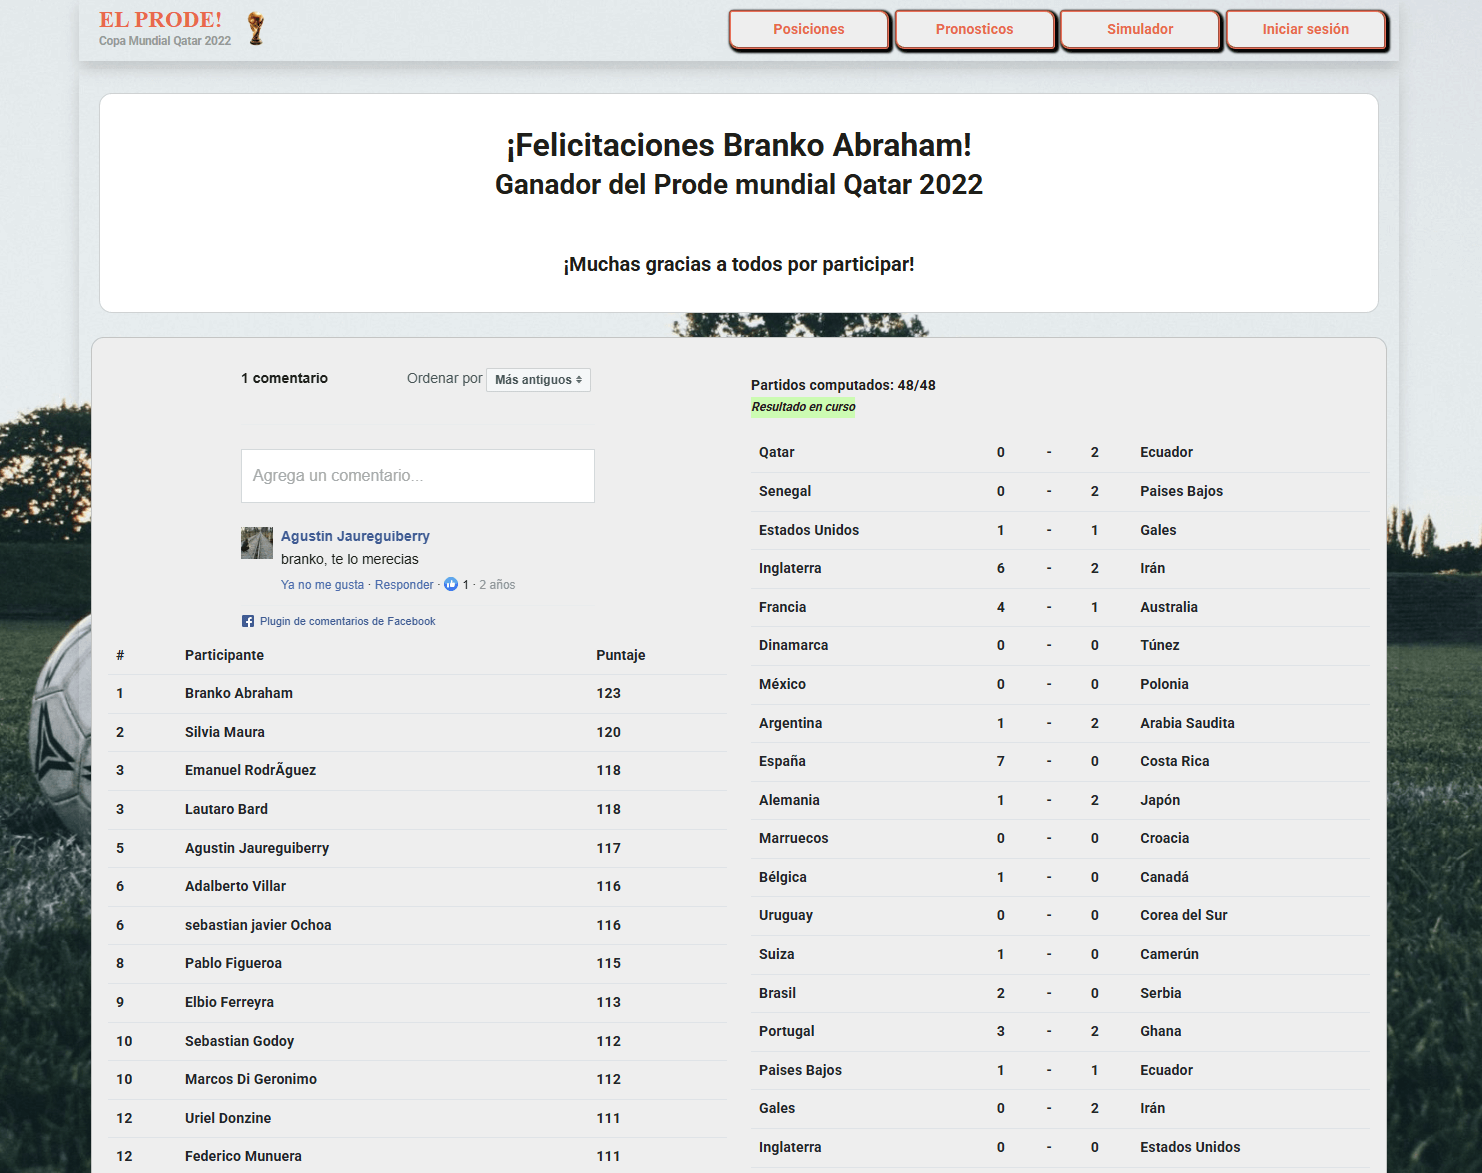 EL PRODE!
Copa Mundial Qatar 2022
Posiciones
Pronosticos
Simulador
Iniciar sesión
¡Felicitaciones Branko Abraham!
Ganador del Prode mundial Qatar 2022
¡Muchas gracias a todos por participar!
1 comentario
Ordenar por Más antiguos
Agrega un comentario...
Agustin Jaureguiberry
branko, te lo merecias
Ya no me gusta · Responder · 1 · 2 años
Plugin de comentarios de Facebook
# Participante Puntaje
1 Branko Abraham 123
2 Silvia Maura 120
3 Emanuel RodrÃguez 118
3 Lautaro Bard 118
5 Agustin Jaureguiberry 117
6 Adalberto Villar 116
6 sebastian javier Ochoa 116
8 Pablo Figueroa 115
9 Elbio Ferreyra 113
10 Sebastian Godoy 112
10 Marcos Di Geronimo 112
12 Uriel Donzine 111
12 Federico Munuera 111
Partidos computados: 48/48
Resultado en curso
Qatar 0 - 2 Ecuador
Senegal 0 - 2 Paises Bajos
Estados Unidos 1 - 1 Gales
Inglaterra 6 - 2 Irán
Francia 4 - 1 Australia
Dinamarca 0 - 0 Túnez
México 0 - 0 Polonia
Argentina 1 - 2 Arabia Saudita
España 7 - 0 Costa Rica
Alemania 1 - 2 Japón
Marruecos 0 - 0 Croacia
Bélgica 1 - 0 Canadá
Uruguay 0 - 0 Corea del Sur
Suiza 1 - 0 Camerún
Brasil 2 - 0 Serbia
Portugal 3 - 2 Ghana
Paises Bajos 1 - 1 Ecuador
Gales 0 - 2 Irán
Inglaterra 0 - 0 Estados Unidos